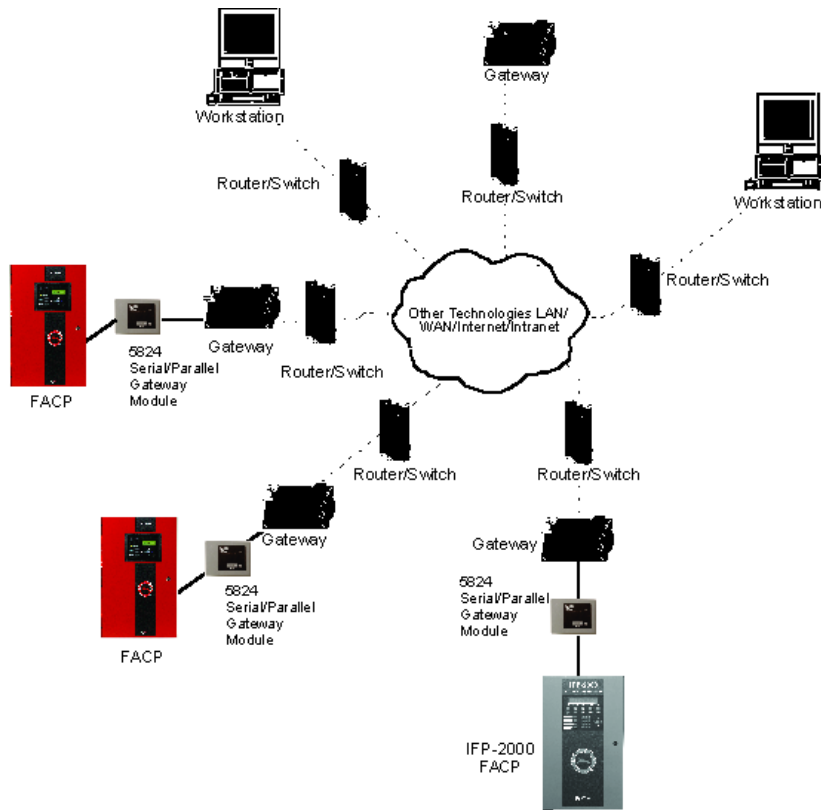 Gateway
Workstation
Router/Switch
Router/Switch
Workstation
Router/Switch
Other Technologies LAN/
WAN/Internet/Intranet
Gateway
5824
Serial/Parallel
Gateway
Module
Router/Switch
FACP
Router/Switch
Router/Switch
Gateway
Gateway
5824
Serial/Parallel
Gateway
Module
5824
Serial/Parallel
Gateway
Module
FACP
IFP-2000
FACP